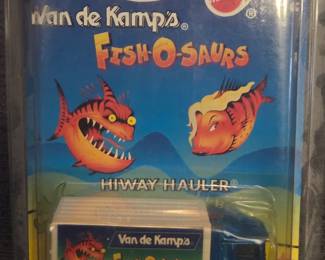 Van de Kamp's®
FISH-O-SAURS
HIWAY HAULER®
Van de Kamp's